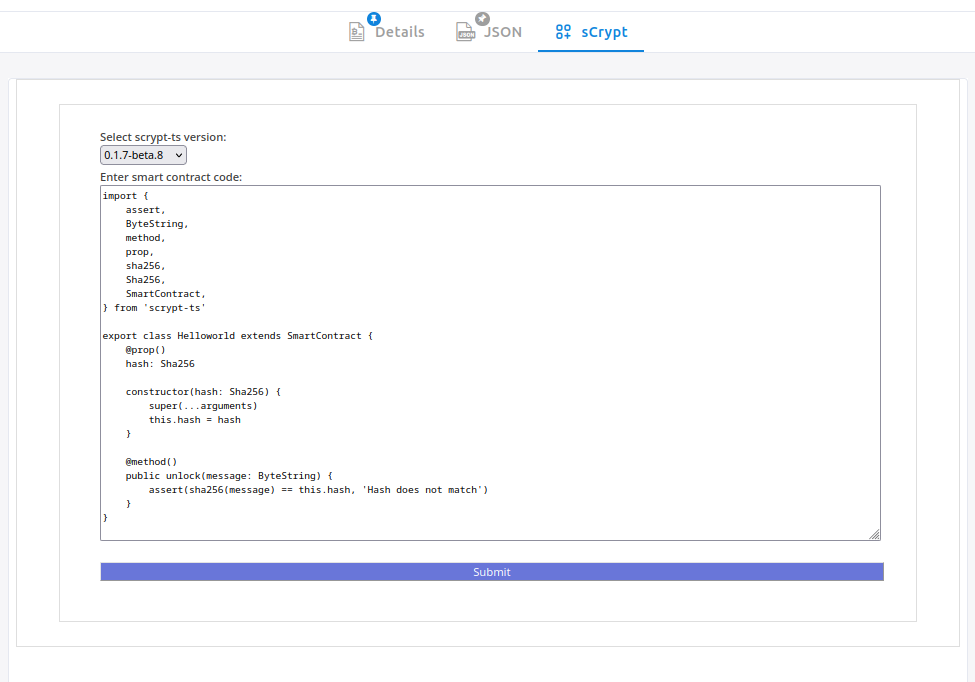 Details JSON sCrypt
Select scrypt-ts version:
0.1.7-beta.8
Enter smart contract code:
import {
    assert,
    ByteString,
    method,
    prop,
    sha256,
    Sha256,
    SmartContract,
} from 'scrypt-ts'

export class Helloworld extends SmartContract {
    @prop()
    hash: Sha256

    constructor(hash: Sha256) {
        super(...arguments)
        this.hash = hash
    }

    @method()
    public unlock(message: ByteString) {
        assert(sha256(message) == this.hash, 'Hash does not match')
    }
}
Submit